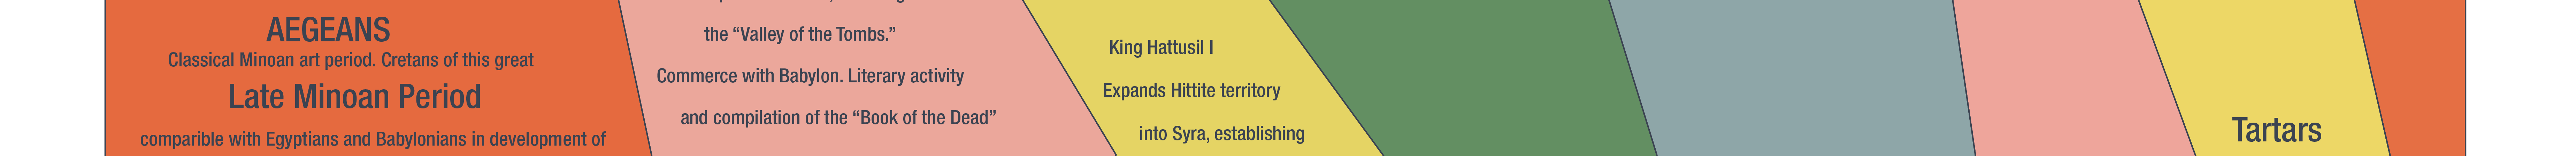 AEGEANS
Classical Minoan art period. Cretans of this great
Late Minoan Period
comparible with Egyptians and Babylonians in development of
the “Valley of the Tombs.”
Commerce with Babylon. Literary activity
and compilation of the “Book of the Dead”
King Hattusil I
Expands Hittite territory
into Syra, establishing
Tartars